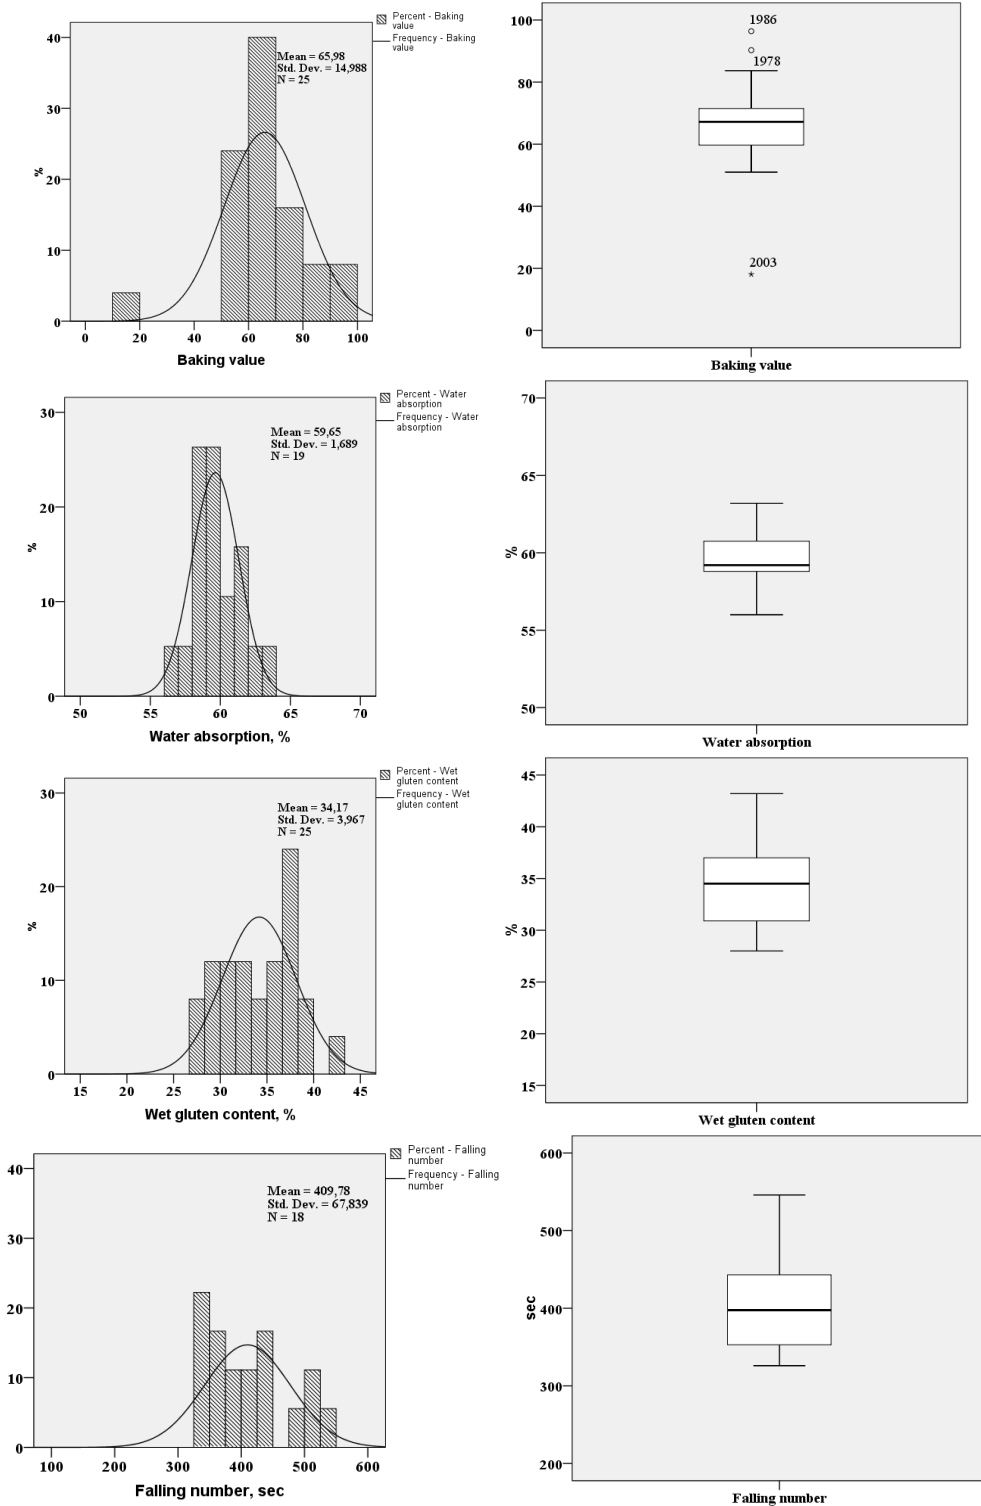 Percent - Baking
value
Frequency - Baking
value
Mean = 65,98
Std. Dev. = 14,988
N = 25
40
30
20
10
0
%
0 20 40 60 80 100
Baking value
100
80
60
40
20
0
1986
1978
2003
Baking value
Percent - Water
absorption
Frequency - Water
absorption
Mean = 59,65
Std. Dev. = 1,689
N = 19
30
20
10
0
%
50 55 60 65 70
Water absorption, %
70
65
60
55
50
%
Water absorption
Percent - Wet
gluten content
Frequency - Wet
gluten content
Mean = 34,17
Std. Dev. = 3,967
N = 25
30
20
10
0
%
15 20 25 30 35 40 45
Wet gluten content, %
45
40
35
30
25
20
15
%
Wet gluten content
Percent - Falling
number
Frequency - Falling
number
Mean = 409,78
Std. Dev. = 67,839
N = 18
40
30
20
10
0
%
100 200 300 400 500 600
Falling number, sec
600
500
400
300
200
sec
Falling number